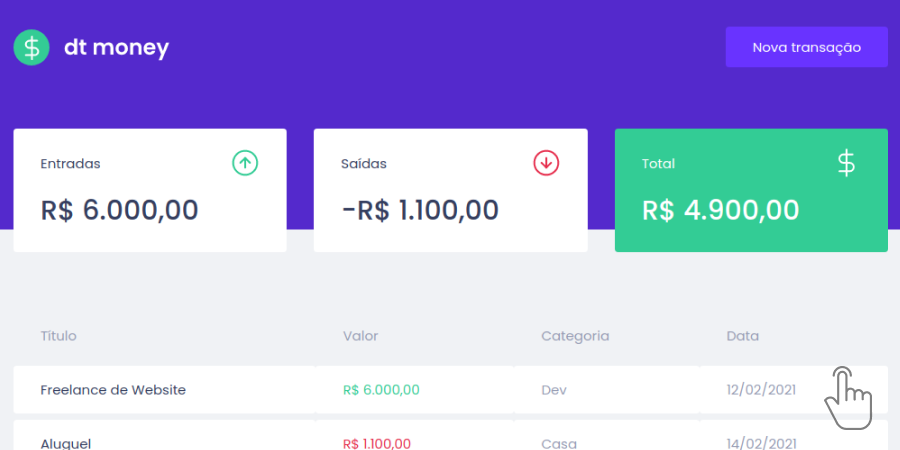 $ dt money
Nova transação
Entradas
R$ 6.000,00
Saídas
-R$ 1.100,00
Total
$
R$ 4.900,00
Título Valor Categoria Data
Freelance de Website R$ 6.000,00 Dev 12/02/2021
Aluguel R$ 1.100,00 Casa 14/02/2021